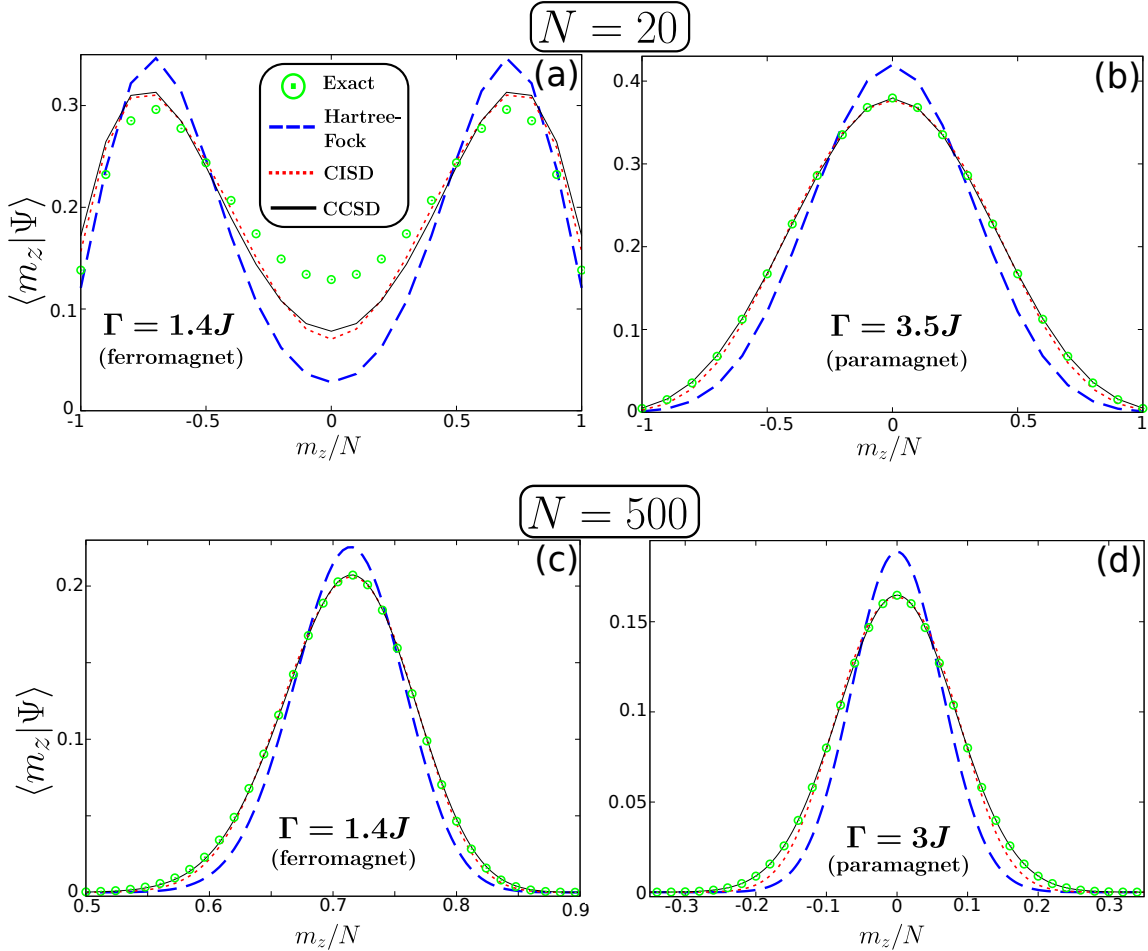 N = 20
(a)
Exact
Hartree-
Fock
CISD
CCSD
Γ = 1.4J
(ferromagnet)
⟨m_z|Ψ⟩
0.3
0.2
0.1
0
-1
-0.5
0
0.5
1
m_z/N
(b)
Γ = 3.5J
(paramagnet)
0.4
0.3
0.2
0.1
0
-1
-0.5
0
0.5
1
m_z/N
N = 500
(c)
Γ = 1.4J
(ferromagnet)
⟨m_z|Ψ⟩
0.2
0.1
0
0.5
0.6
0.7
0.8
0.9
m_z/N
(d)
Γ = 3J
(paramagnet)
0.15
0.1
0.05
0
-0.3
-0.2
-0.1
0
0.1
0.2
0.3
m_z/N